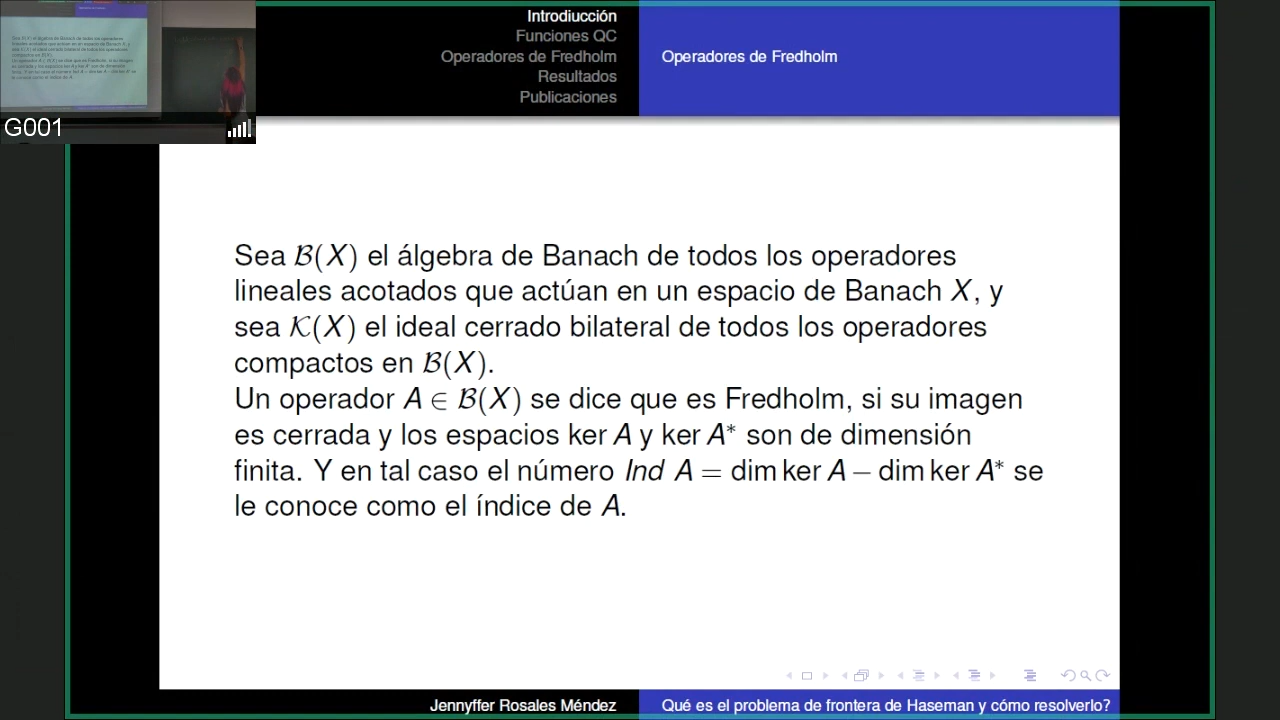 Introdiucción
Funciones QC
Operadores de Fredholm
Resultados
Publicaciones
Operadores de Fredholm
G001
Sea 𝓑(X) el álgebra de Banach de todos los operadores
lineales acotados que actúan en un espacio de Banach X, y
sea 𝓚(X) el ideal cerrado bilateral de todos los operadores
compactos en 𝓑(X).
Un operador A ∈ 𝓑(X) se dice que es Fredholm, si su imagen
es cerrada y los espacios ker A y ker A* son de dimensión
finita. Y en tal caso el número Ind A = dim ker A − dim ker A* se
le conoce como el índice de A.
Jennyffer Rosales Méndez
Qué es el problema de frontera de Haseman y cómo resolverlo?